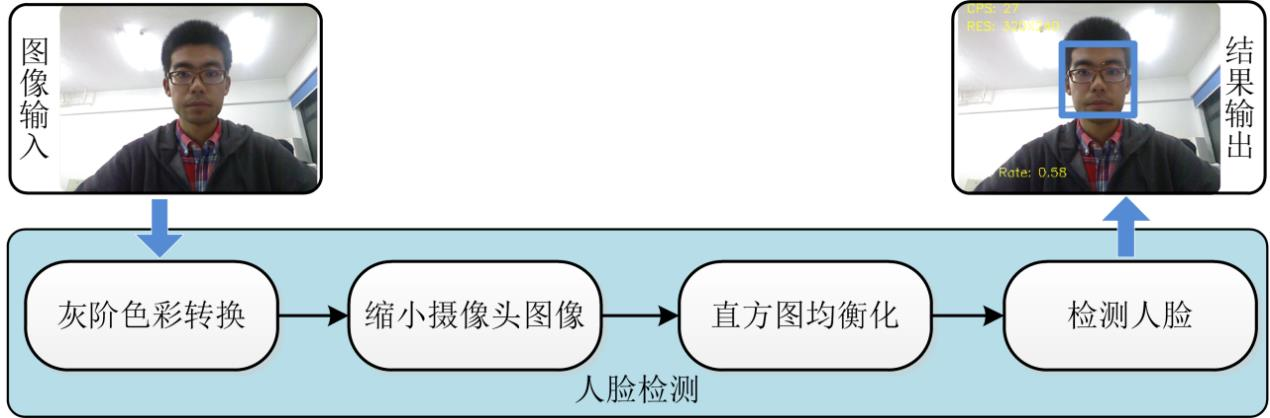 图像输入
CPS: 27
RES: 320X240
Rate: 0.58
结果输出
灰阶色彩转换
缩小摄像头图像
直方图均衡化
检测人脸
人脸检测